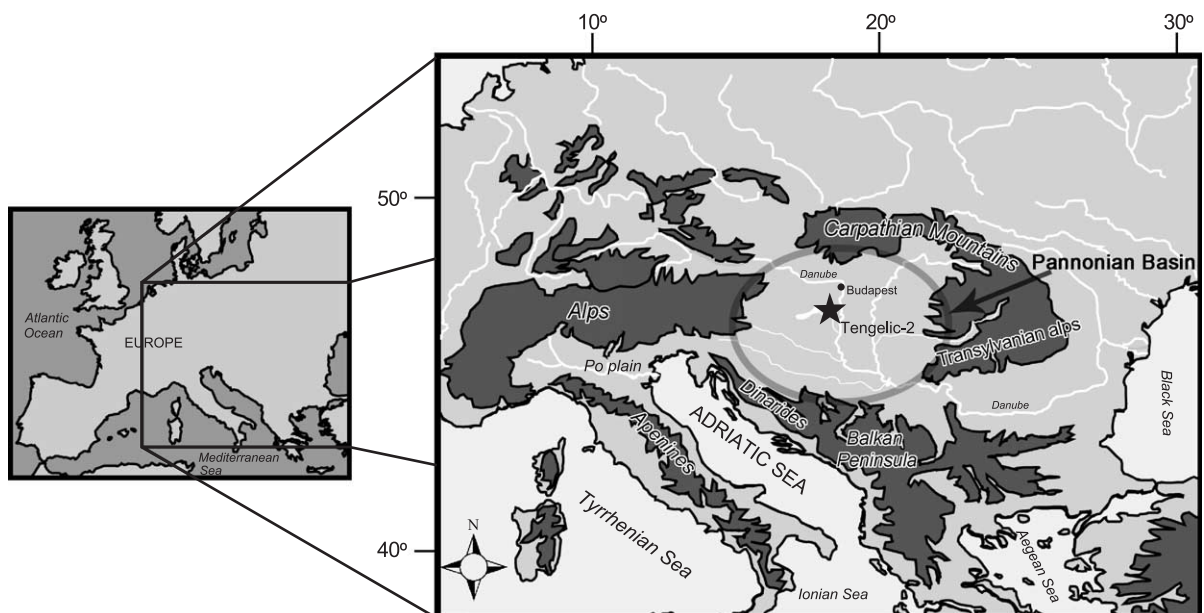 10º
20º
30º
50º
40º
Atlantic
Ocean
EUROPE
Mediterranean
Sea
Carpathian Mountains
Pannonian Basin
Danube
Budapest
Tengelic-2
Alps
Transylvanian alps
Po plain
Dinarides
Danube
Black Sea
Apenines
ADRIATIC SEA
Balkan
Peninsula
Tyrrhenian Sea
Aegean Sea
Ionian Sea
N